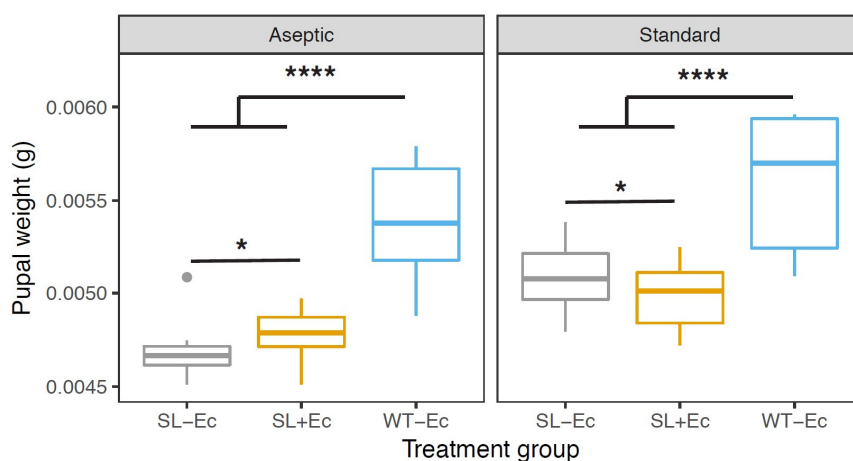 Aseptic
Standard
****
****
*
*
0.0060
0.0055
0.0050
0.0045
Pupal weight (g)
SL−Ec
SL+Ec
WT−Ec
SL−Ec
SL+Ec
WT−Ec
Treatment group